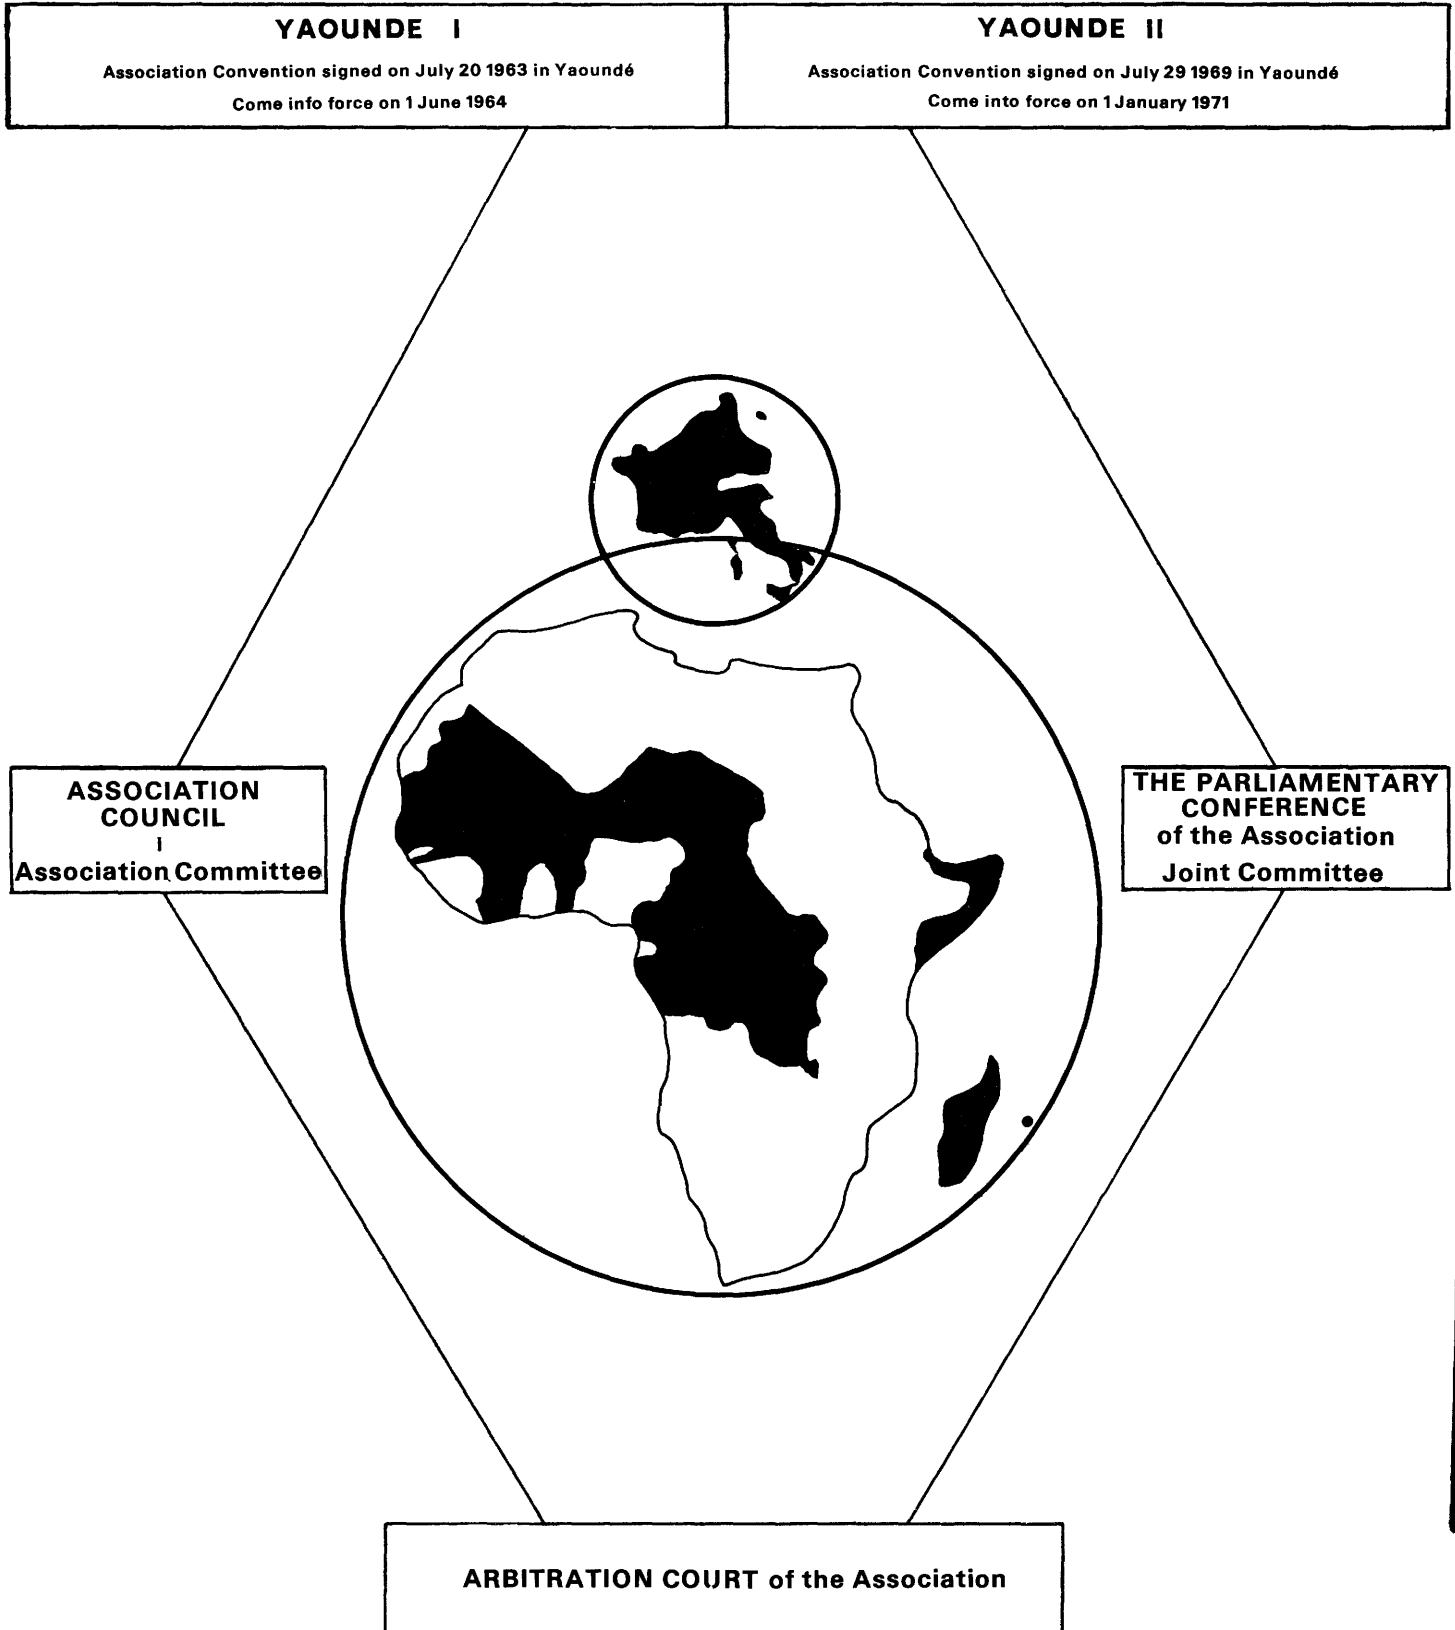 YAOUNDE I
Association Convention signed on July 20 1963 in Yaoundé
Come info force on 1 June 1964
YAOUNDE II
Association Convention signed on July 29 1969 in Yaoundé
Come into force on 1 January 1971
ASSOCIATION
COUNCIL
Association Committee
THE PARLIAMENTARY
CONFERENCE
of the Association
Joint Committee
ARBITRATION COURT of the Association